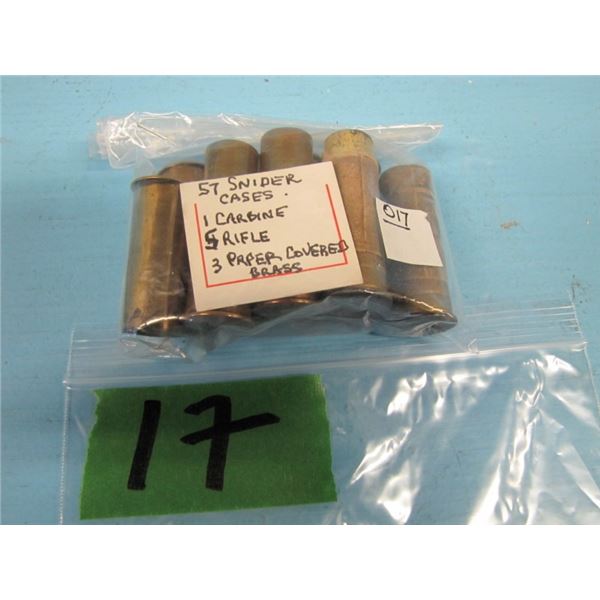 57 SNIDER
CASES.
1 CARBINE
5 RIFLE
3 PAPER COVERED
BRASS
017
17